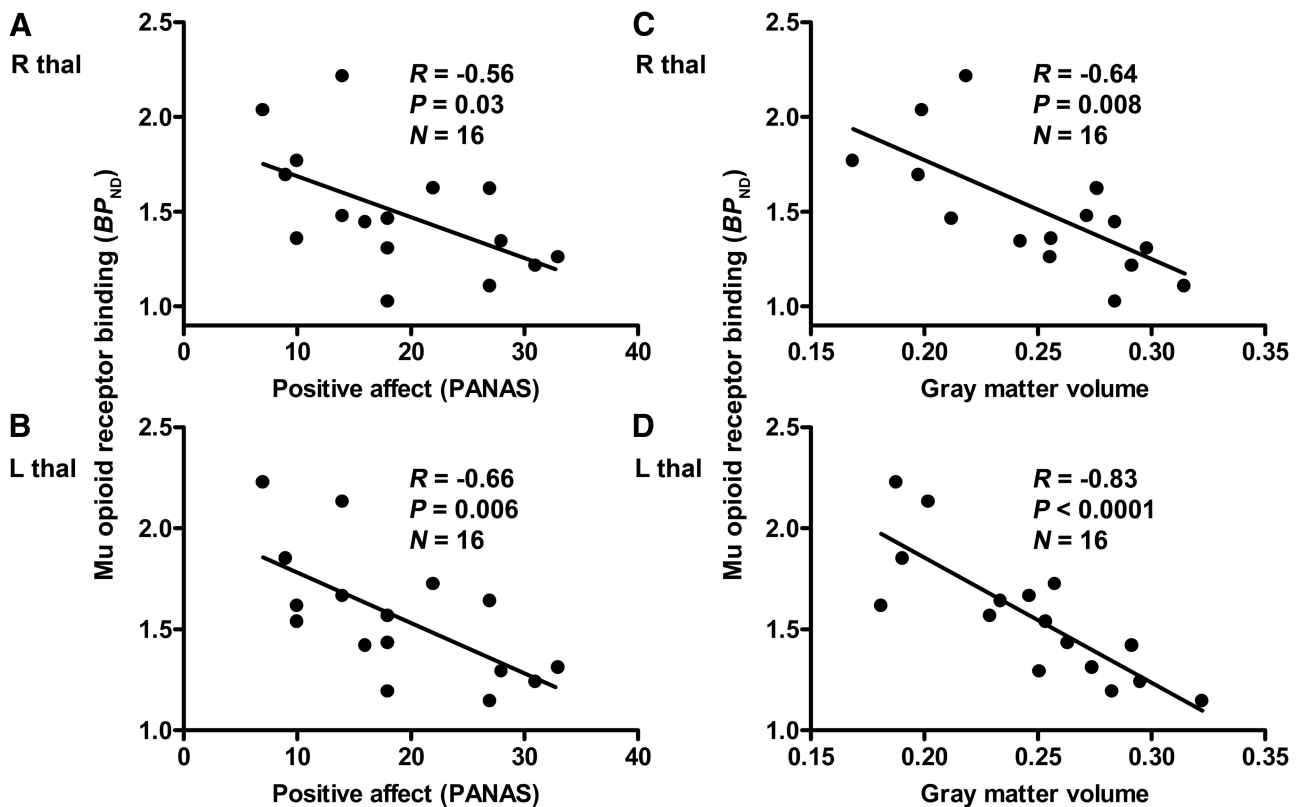 A
R thal
2.5
2.0
1.5
1.0
R = -0.56
P = 0.03
N = 16
0 10 20 30 40
Positive affect (PANAS)
B
L thal
2.5
2.0
1.5
1.0
R = -0.66
P = 0.006
N = 16
0 10 20 30 40
Positive affect (PANAS)
Mu opioid receptor binding (BPND)
C
R thal
2.5
2.0
1.5
1.0
R = -0.64
P = 0.008
N = 16
0.15 0.20 0.25 0.30 0.35
Gray matter volume
D
L thal
2.5
2.0
1.5
1.0
R = -0.83
P < 0.0001
N = 16
0.15 0.20 0.25 0.30 0.35
Gray matter volume
Mu opioid receptor binding (BPND)